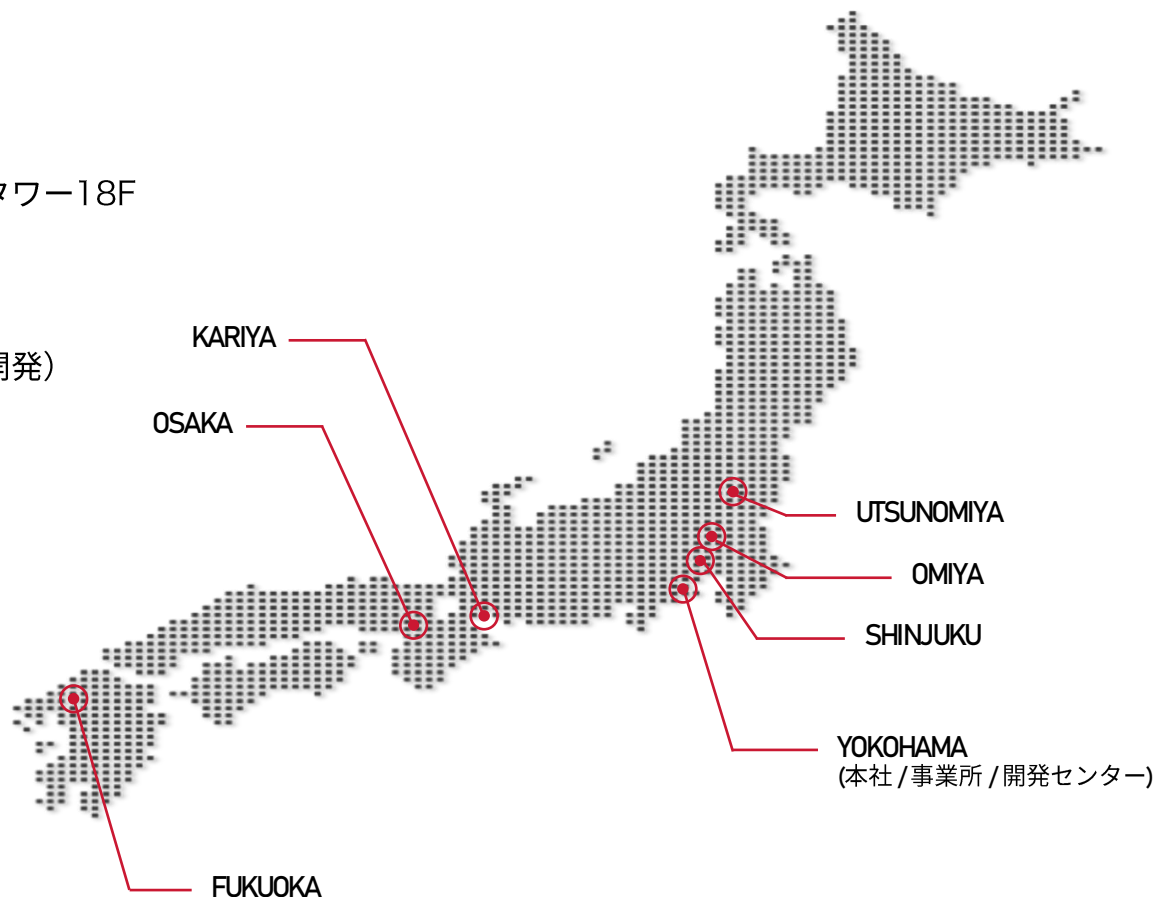 タワー18F
開発）
KARIYA
OSAKA
UTSUNOMIYA
OMIYA
SHINJUKU
YOKOHAMA
(本社 / 事業所 / 開発センター)
FUKUOKA